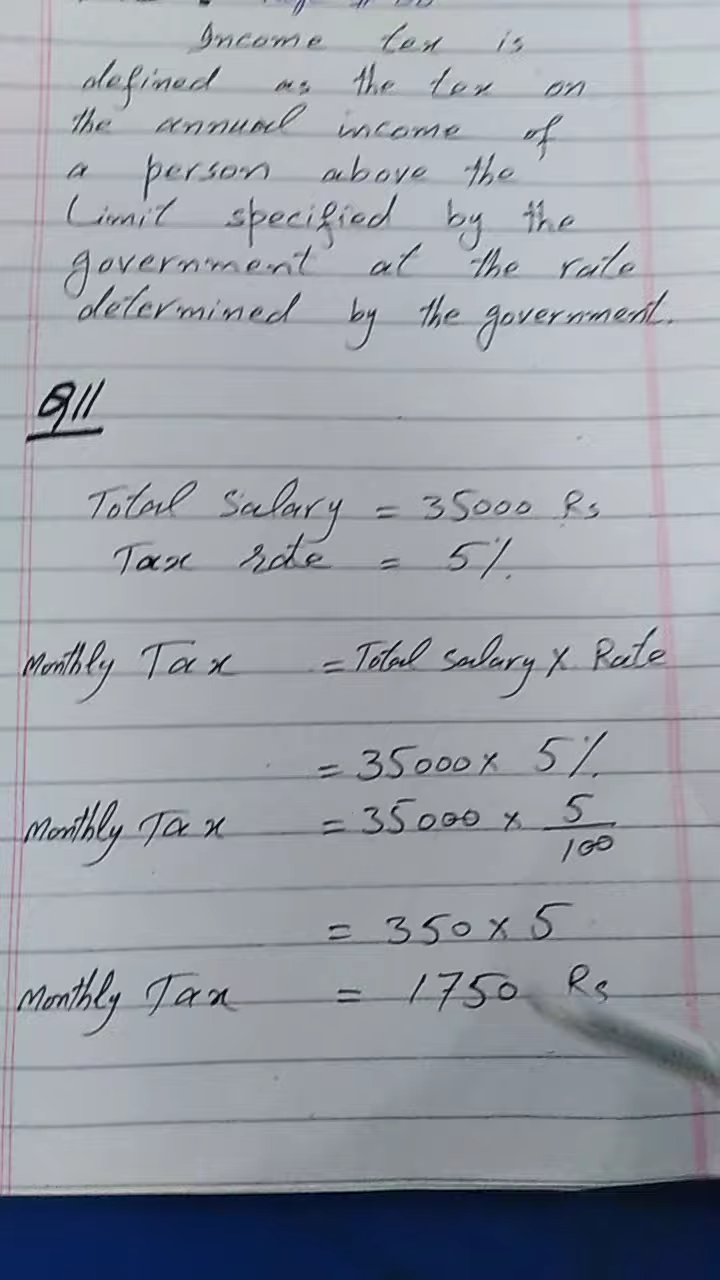 Income tax is
defined as the tax on
the annual income of
a person above the
Limit specified by the
government at the rate
determined by the government.
Q11
Total Salary = 35000 Rs
Tax rate = 5%
Monthly Tax = Total salary × Rate
= 35000 × 5%
Monthly Tax = 35000 × 5/100
= 350 × 5
Monthly Tax = 1750 Rs